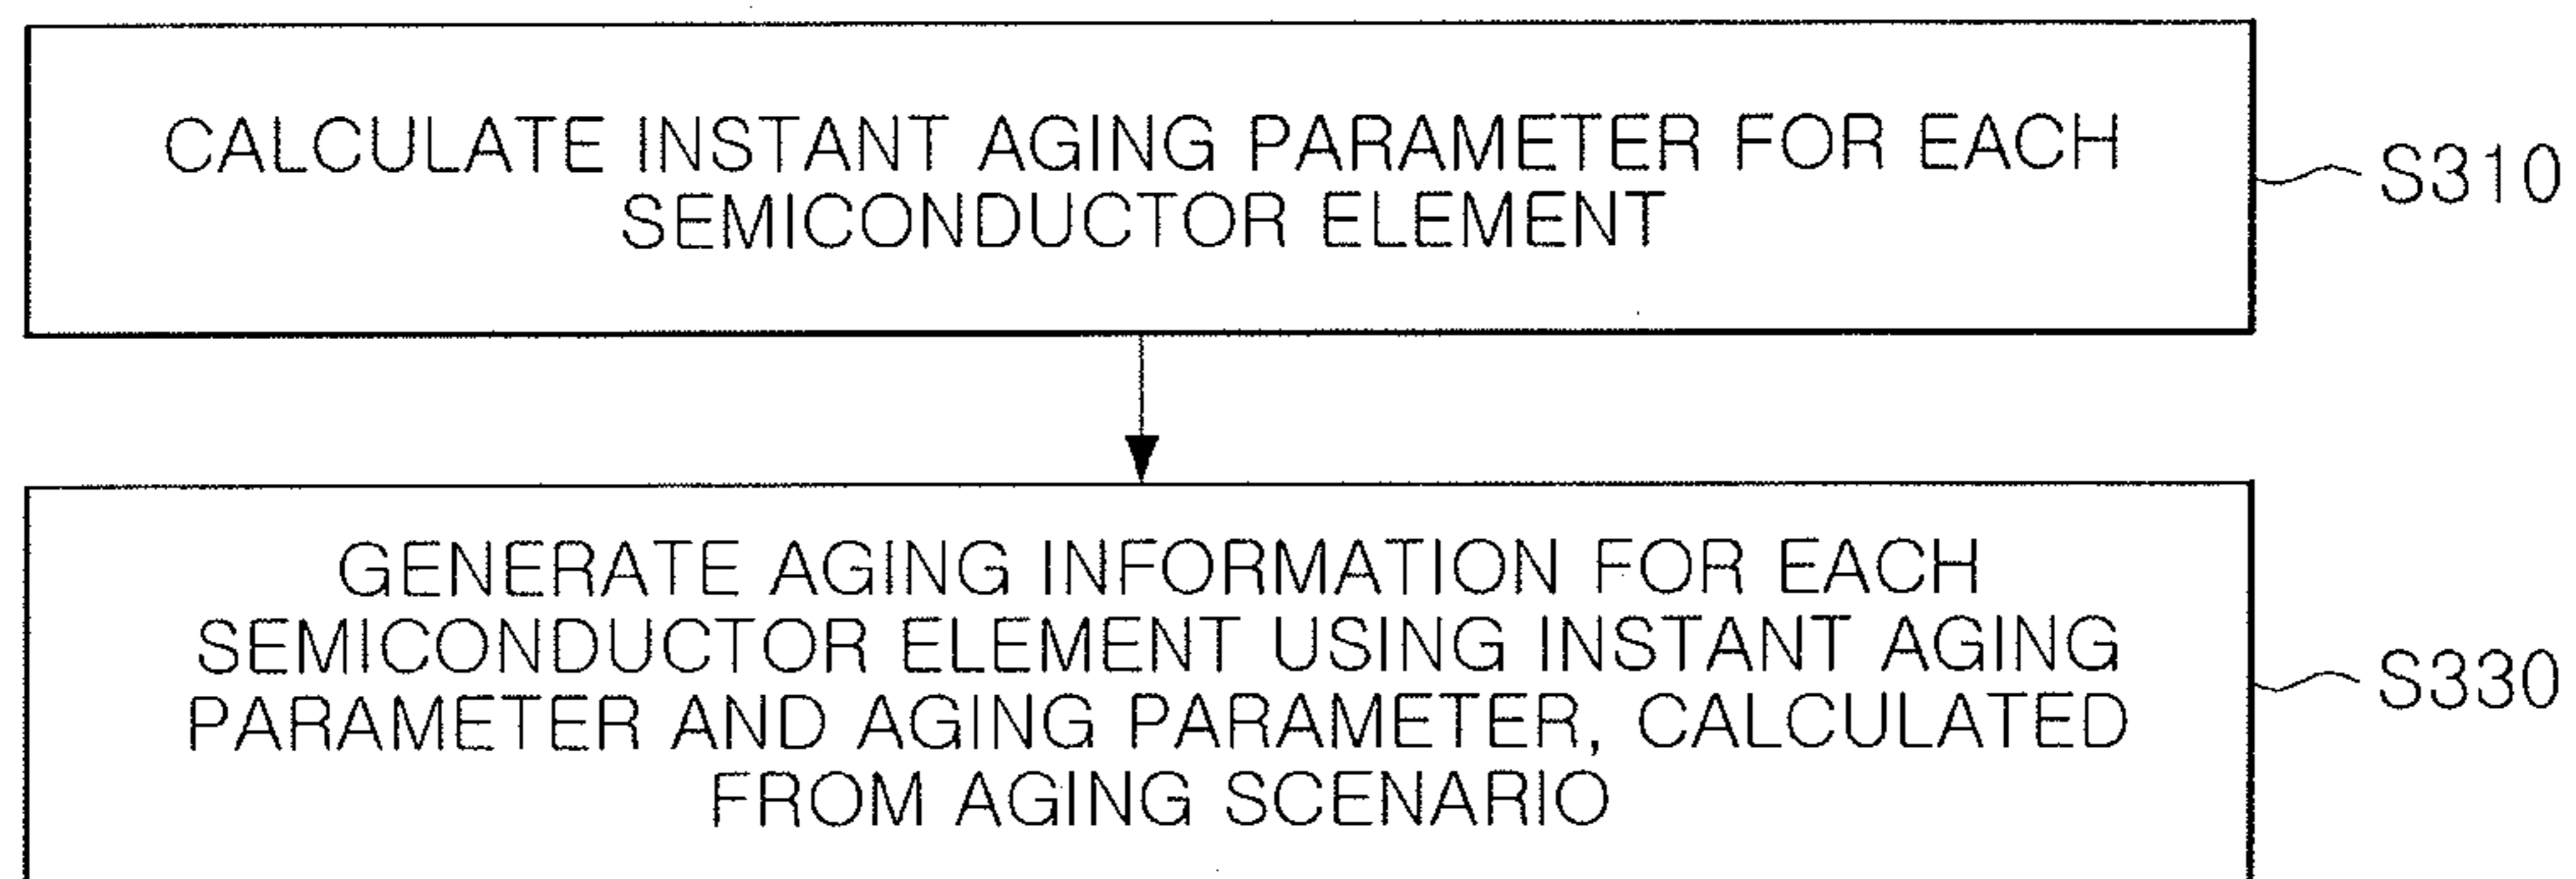 CALCULATE INSTANT AGING PARAMETER FOR EACH
SEMICONDUCTOR ELEMENT
S310
GENERATE AGING INFORMATION FOR EACH
SEMICONDUCTOR ELEMENT USING INSTANT AGING
PARAMETER AND AGING PARAMETER, CALCULATED
FROM AGING SCENARIO
S330